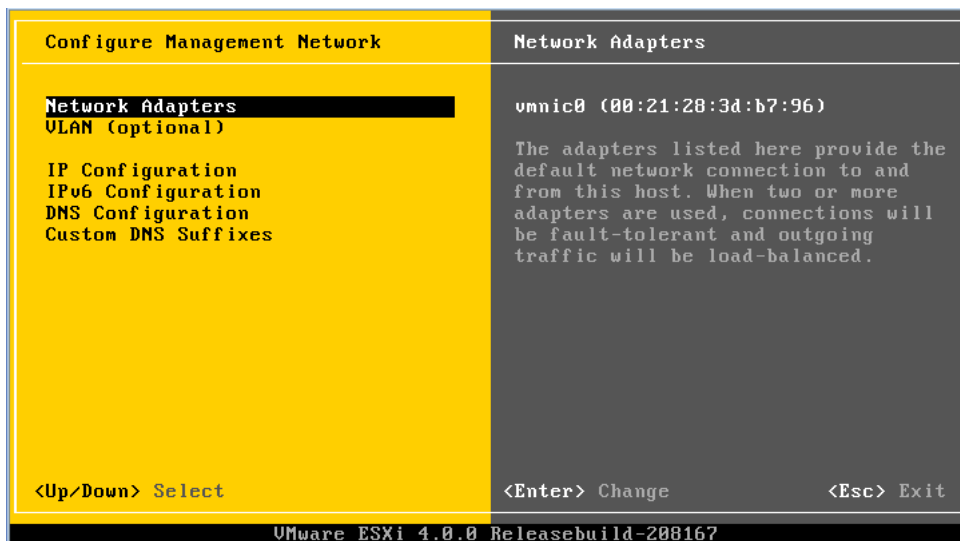 Configure Management Network
Network Adapters
VLAN (optional)
IP Configuration
IPv6 Configuration
DNS Configuration
Custom DNS Suffixes
<Up/Down> Select
Network Adapters
vmnic0 (00:21:28:3d:b7:96)
The adapters listed here provide the
default network connection to and
from this host. When two or more
adapters are used, connections will
be fault-tolerant and outgoing
traffic will be load-balanced.
<Enter> Change
<Esc> Exit
VMware ESXi 4.0.0 Releasebuild-208167